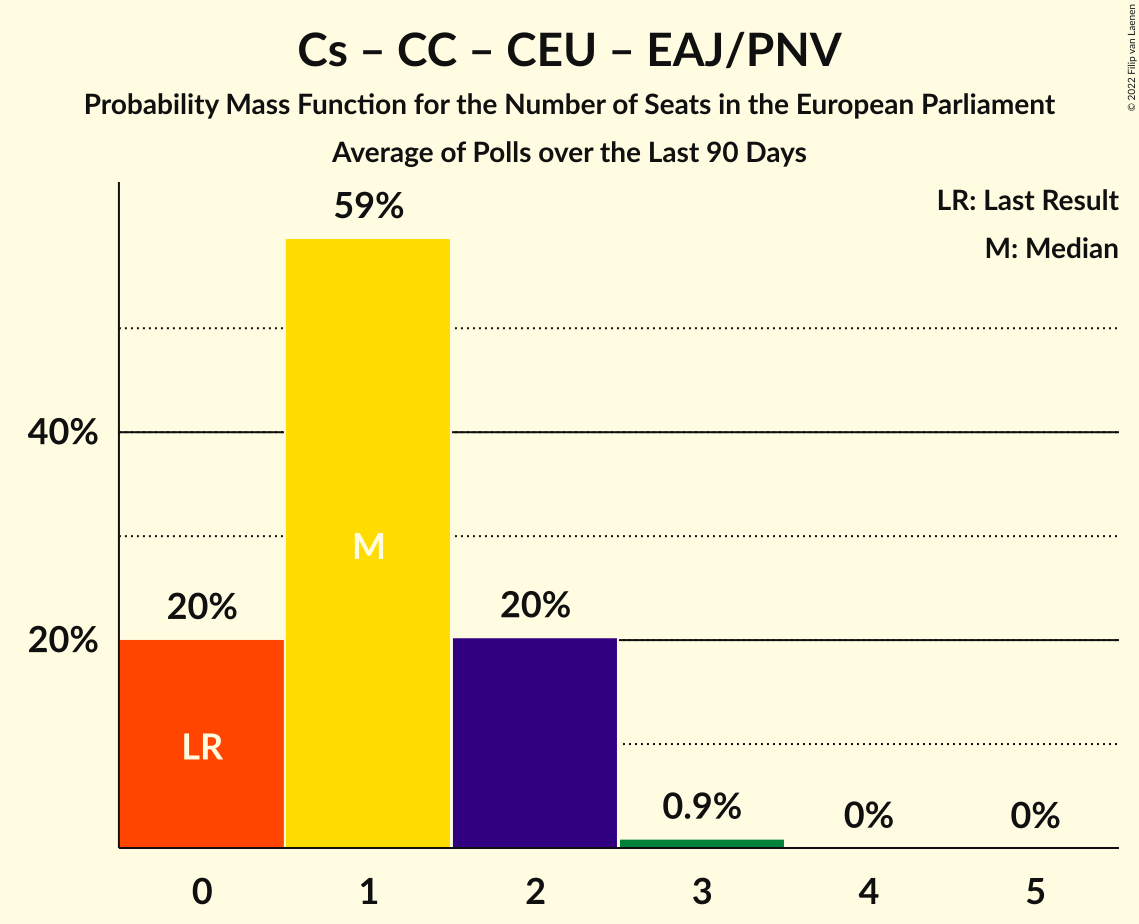 Cs – CC – CEU – EAJ/PNV
Probability Mass Function for the Number of Seats in the European Parliament
Average of Polls over the Last 90 Days
© 2022 Filip van Laenen
LR: Last Result
M: Median
59%
40%
M
20%
20%
20%
LR
0.9%
0%
0%
0
1
2
3
4
5